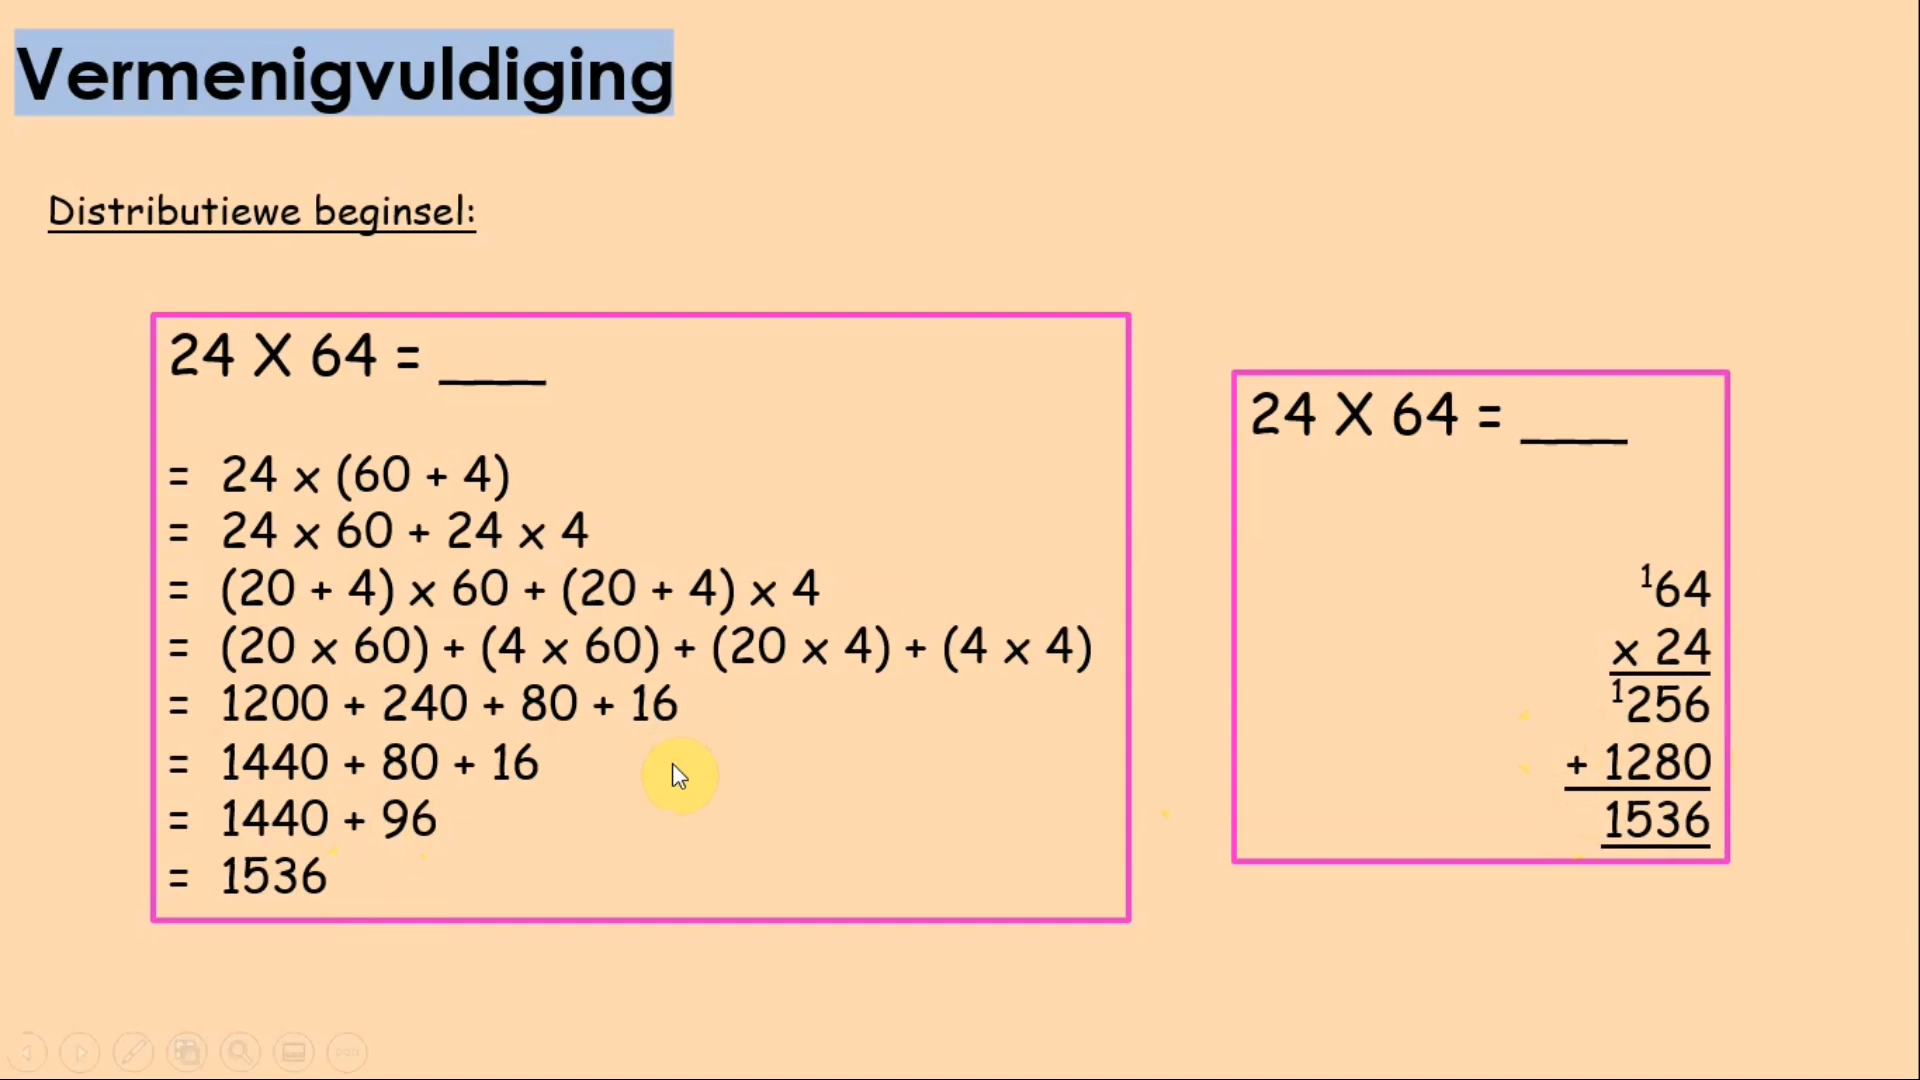 Vermenigvuldiging
Distributiewe beginsel:
24 X 64 = ____
= 24 x (60 + 4)
= 24 x 60 + 24 x 4
= (20 + 4) x 60 + (20 + 4) x 4
= (20 x 60) + (4 x 60) + (20 x 4) + (4 x 4)
= 1200 + 240 + 80 + 16
= 1440 + 80 + 16
= 1440 + 96
= 1536
24 X 64 = ____
¹64
x 24
¹256
+ 1280
1536